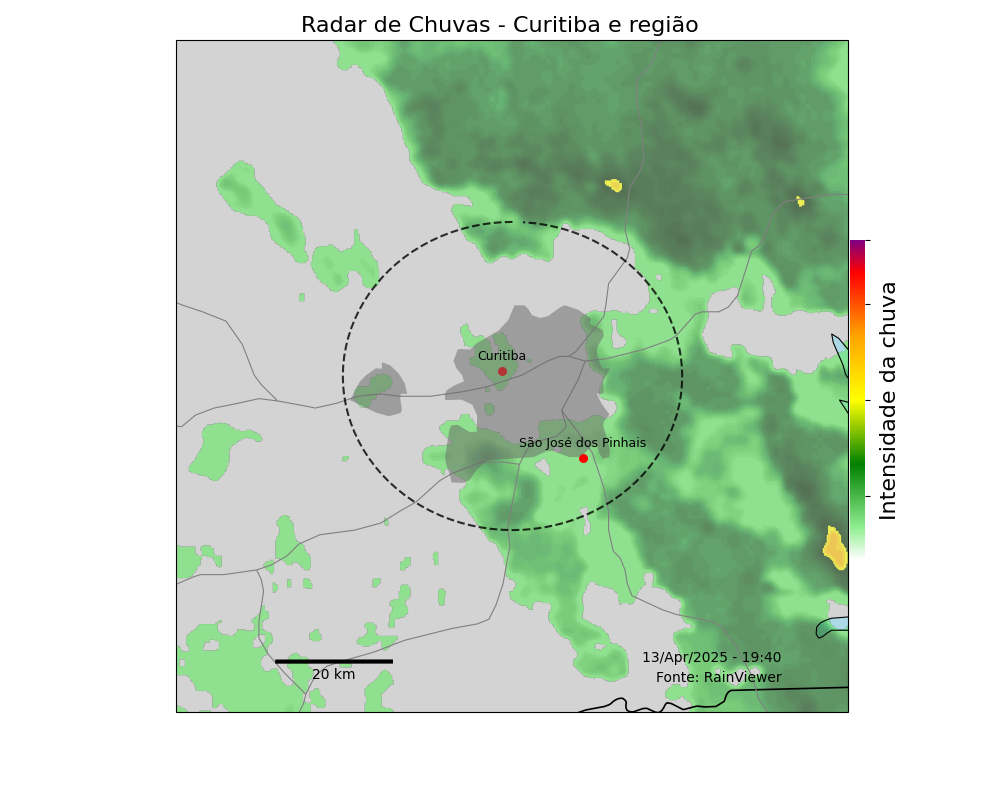 Radar de Chuvas - Curitiba e região
Curitiba
São José dos Pinhais
Intensidade da chuva
13/Apr/2025 - 19:40
Fonte: RainViewer
20 km